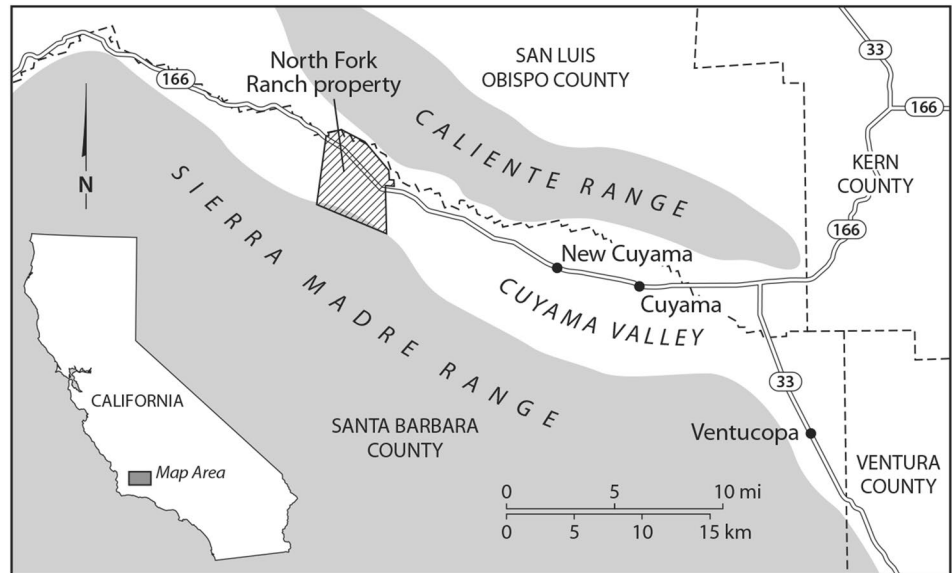 SAN LUIS
OBISPO COUNTY
33
North Fork
Ranch property
166
166
CALIENTE RANGE
KERN
COUNTY
N
SIERRA MADRE RANGE
166
New Cuyama
Cuyama
CUYAMA VALLEY
33
CALIFORNIA
SANTA BARBARA
COUNTY
Ventucopa
Map Area
VENTURA
COUNTY
0 5 10 mi
0 5 10 15 km